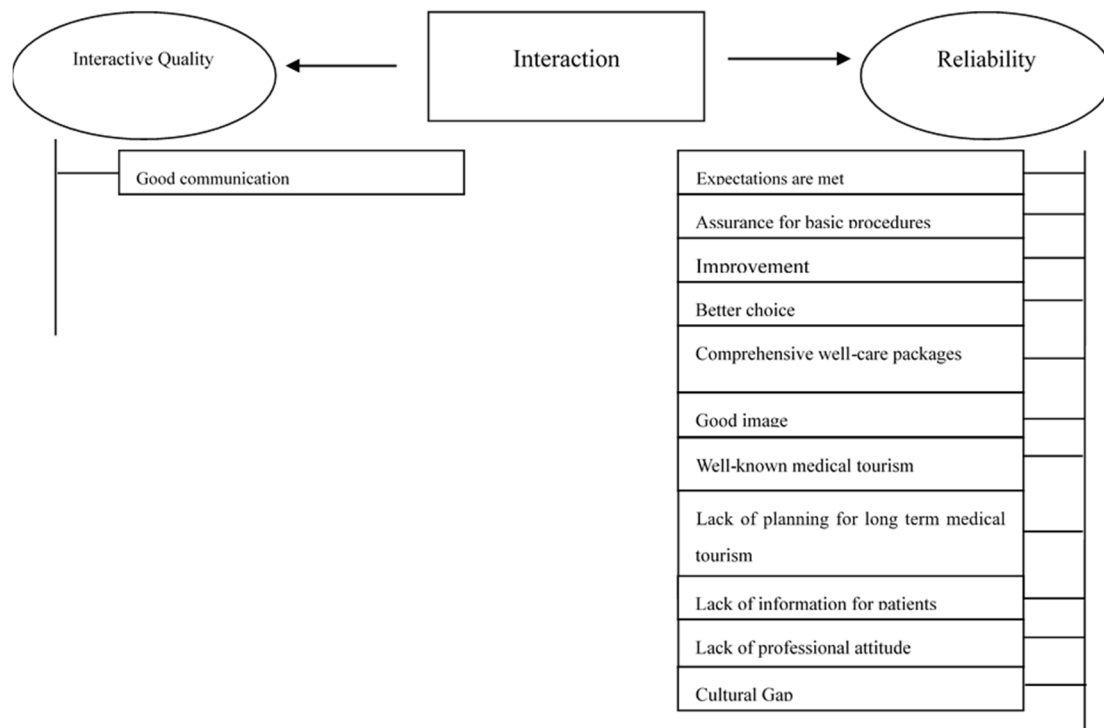 Interactive Quality
Interaction
Reliability
Good communication
Expectations are met
Assurance for basic procedures
Improvement
Better choice
Comprehensive well-care packages
Good image
Well-known medical tourism
Lack of planning for long term medical
tourism
Lack of information for patients
Lack of professional attitude
Cultural Gap